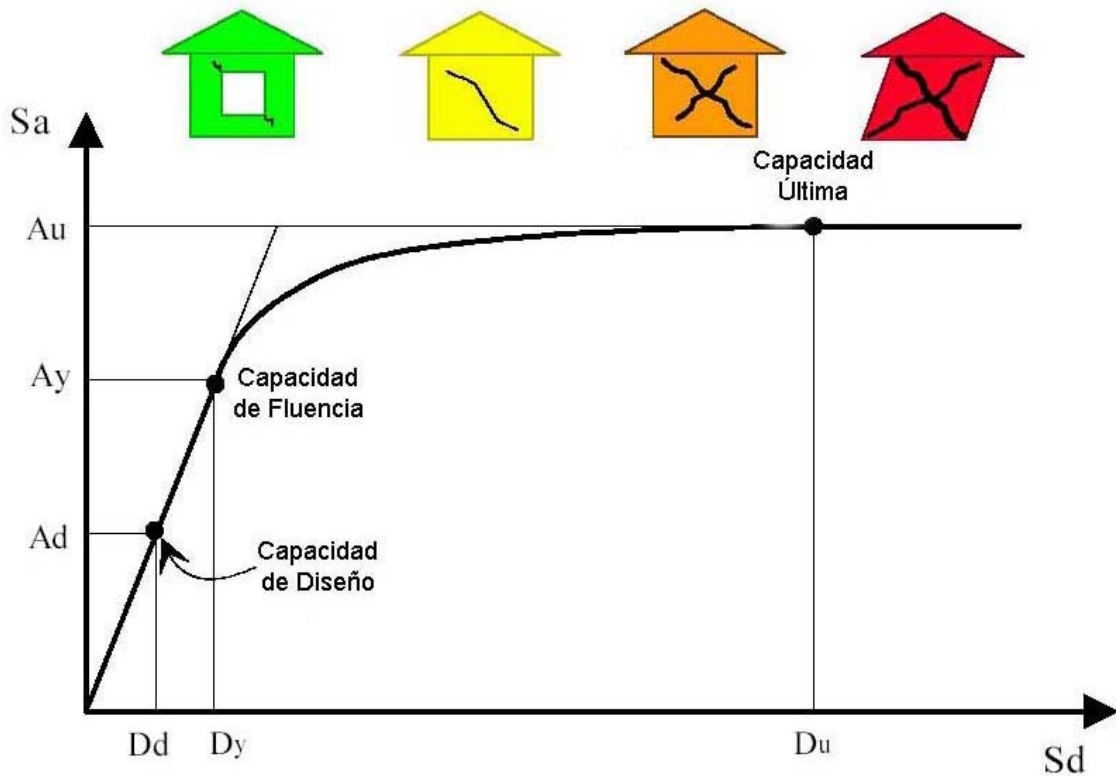 Sa
Capacidad
Última
Au
Ay
Capacidad
de Fluencia
Ad
Capacidad
de Diseño
Dd
Dy
Du
Sd